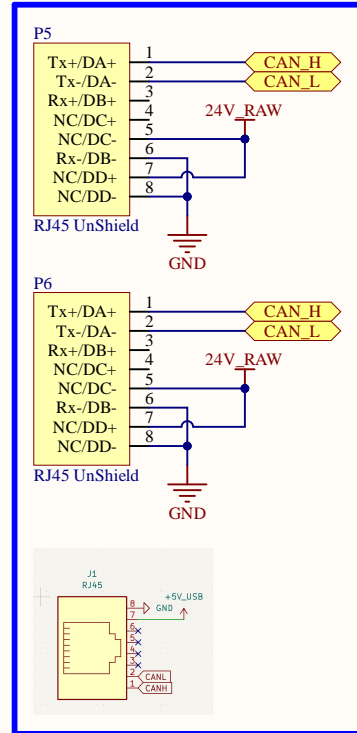 P5
Tx+/DA+ 1 CAN_H
Tx-/DA- 2 CAN_L
Rx+/DB+ 3
NC/DC+ 4 24V_RAW
NC/DC- 5
Rx-/DB- 6
NC/DD+ 7
NC/DD- 8
RJ45 UnShield
GND
P6
Tx+/DA+ 1 CAN_H
Tx-/DA- 2 CAN_L
Rx+/DB+ 3
NC/DC+ 4 24V_RAW
NC/DC- 5
Rx-/DB- 6
NC/DD+ 7
NC/DD- 8
RJ45 UnShield
GND
J1
RJ45
+5V_USB
8 GND
7
6
5
4
3
2 CANL
1 CANH